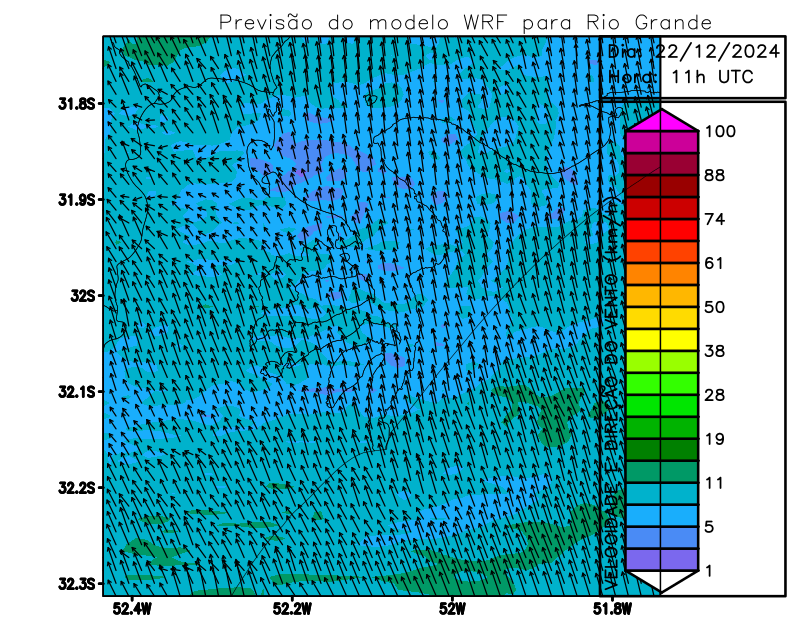 Previsão do modelo WRF para Rio Grande
Dia: 22/12/2024
Hora: 11h UTC
31.8S
31.9S
32S
32.1S
32.2S
32.3S
52.4W
52.2W
52W
51.8W
VELOCIDADE E DIREÇÃO DO VENTO (km/h)
100
88
74
61
50
38
28
19
11
5
1